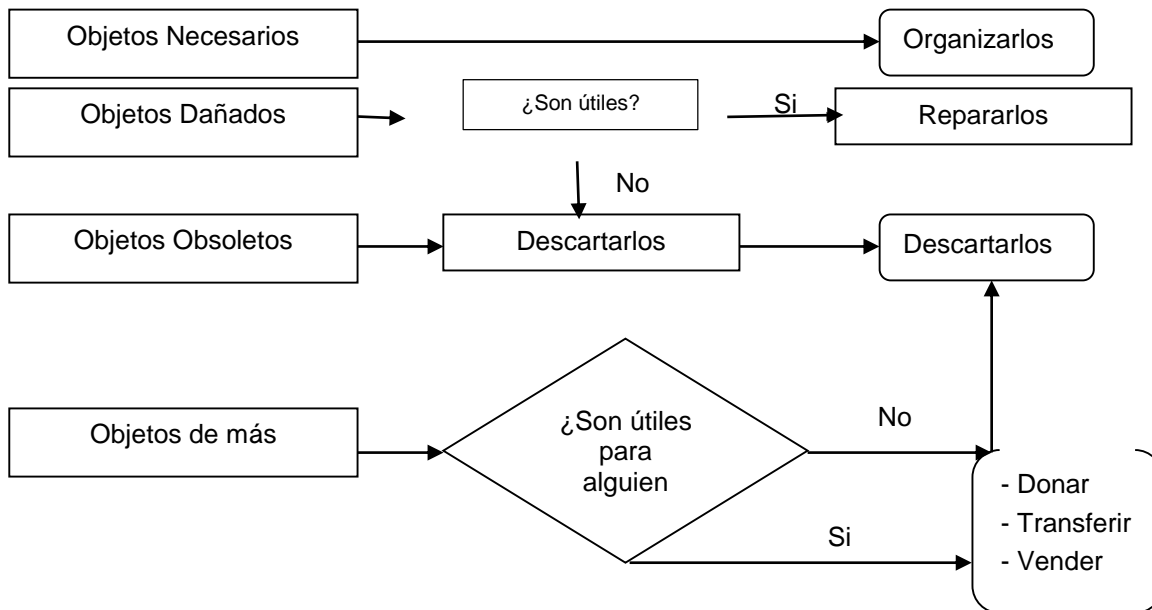 Objetos Necesarios
Organizarlos
Objetos Dañados
¿Son útiles?
Si
Repararlos
No
Objetos Obsoletos
Descartarlos
Descartarlos
Objetos de más
¿Son útiles
para
alguien
No
Si
- Donar
- Transferir
- Vender